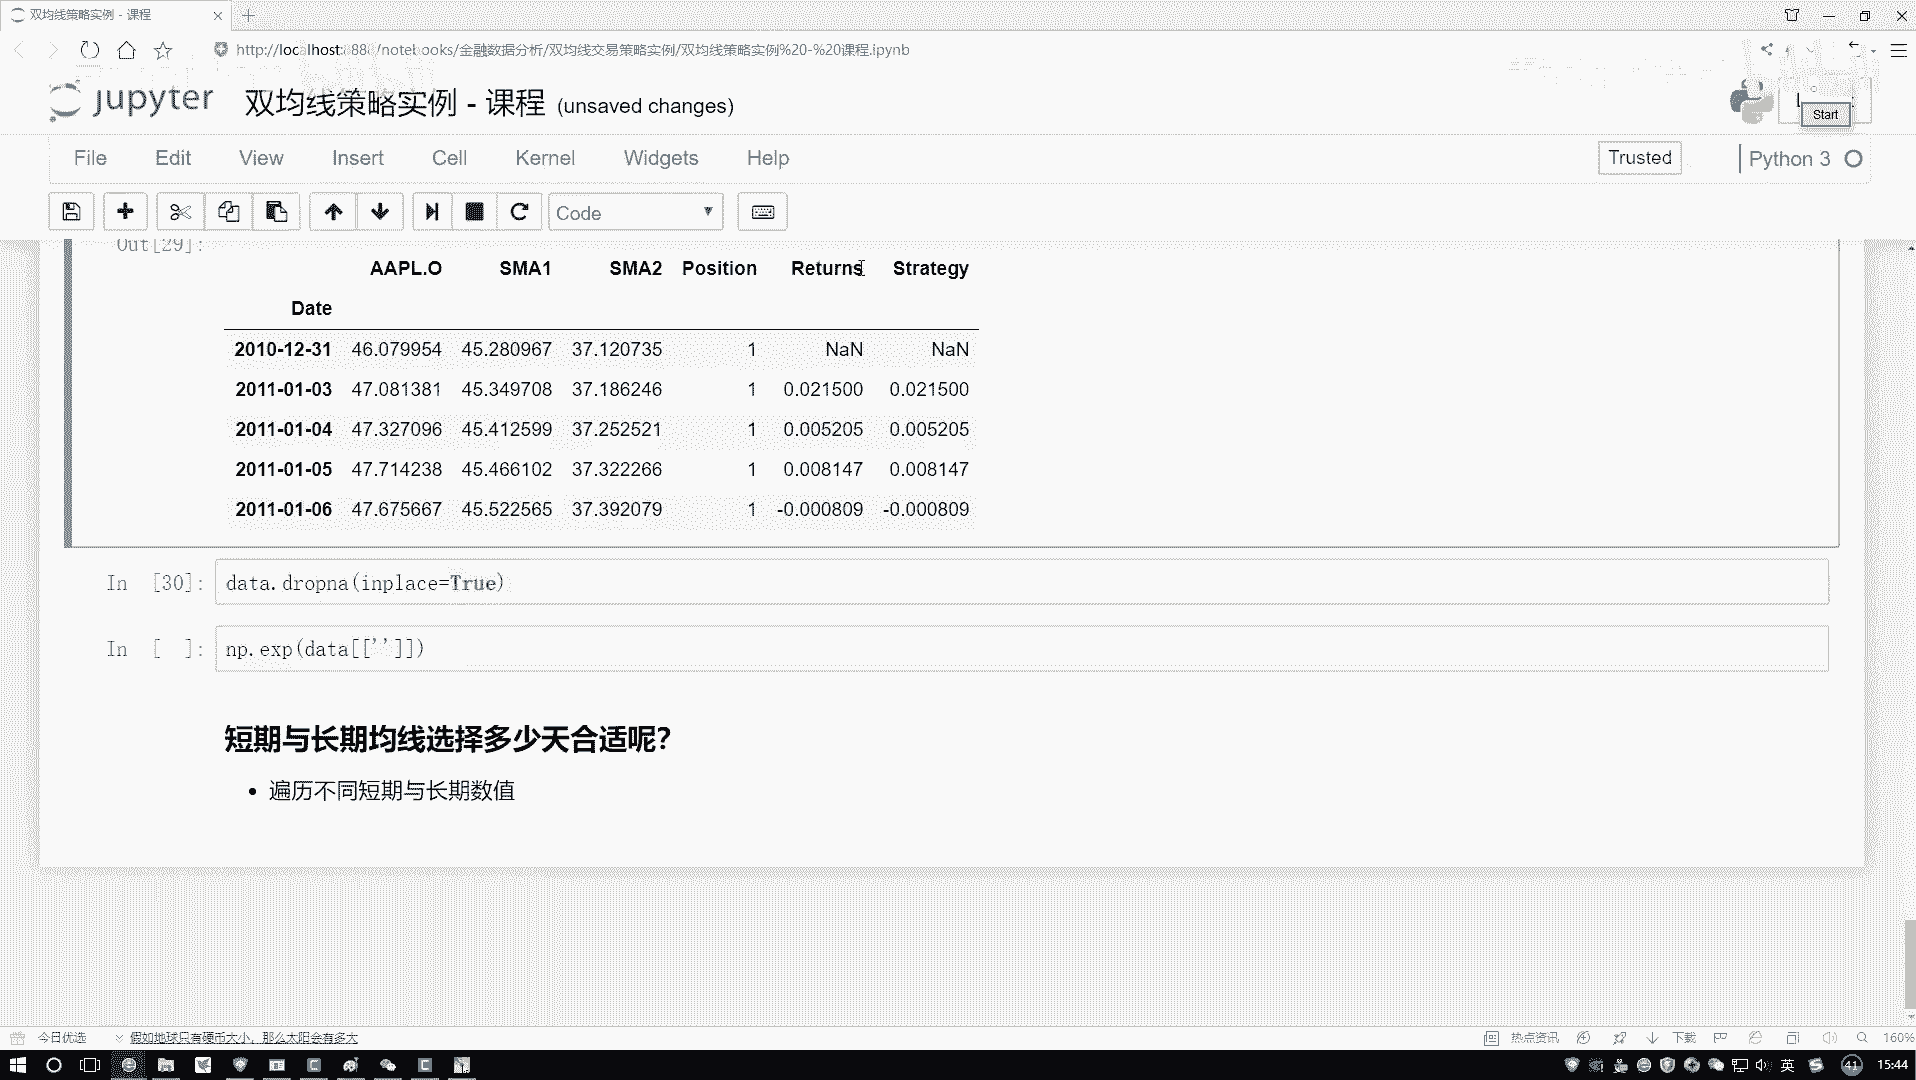 双均线策略实例 - 课程
http://localhost:888/notebooks/金融数据分析/双均线交易策略实例/双均线策略实例%20-%20课程.ipynb
jupyter 双均线策略实例 - 课程 (unsaved changes)
Start
File Edit View Insert Cell Kernel Widgets Help Trusted Python 3
Code
Out[29]:
AAPL.O SMA1 SMA2 Position Returns Strategy
Date
2010-12-31 46.079954 45.280967 37.120735 1 NaN NaN
2011-01-03 47.081381 45.349708 37.186246 1 0.021500 0.021500
2011-01-04 47.327096 45.412599 37.252521 1 0.005205 0.005205
2011-01-05 47.714238 45.466102 37.322266 1 0.008147 0.008147
2011-01-06 47.675667 45.522565 37.392079 1 -0.000809 -0.000809
In [30]: data.dropna(inplace=True)
In [ ]: np.exp(data[['']])
短期与长期均线选择多少天合适呢?
• 遍历不同短期与长期数值
今日优选 假如地球只有硬币大小，那么太阳会有多大 热点资讯 下载 160%
英 41 15:44